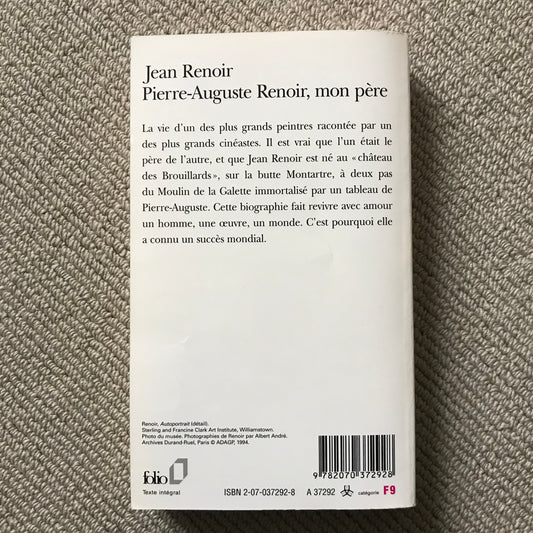 Jean Renoir
Pierre-Auguste Renoir, mon père
La vie d'un des plus grands peintres racontée par un
des plus grands cinéastes. Il est vrai que l'un était le
père de l'autre, et que Jean Renoir est né au « château
des Brouillards », sur la butte Montartre, à deux pas
du Moulin de la Galette immortalisé par un tableau de
Pierre-Auguste. Cette biographie fait revivre avec amour
un homme, une œuvre, un monde. C'est pourquoi elle
a connu un succès mondial.
Renoir, Autoportrait (détail).
Sterling and Francine Clark Art Institute, Williamstown.
Photo du musée. Photographies de Renoir par Albert André.
Archives Durand-Ruel, Paris © ADAGP, 1994.
9 782070 372928
folio
Texte intégral
ISBN 2-07-037292-8 A 37292 catégorie F9